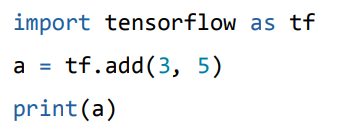 import tensorflow as tf
a = tf.add(3, 5)
print(a)